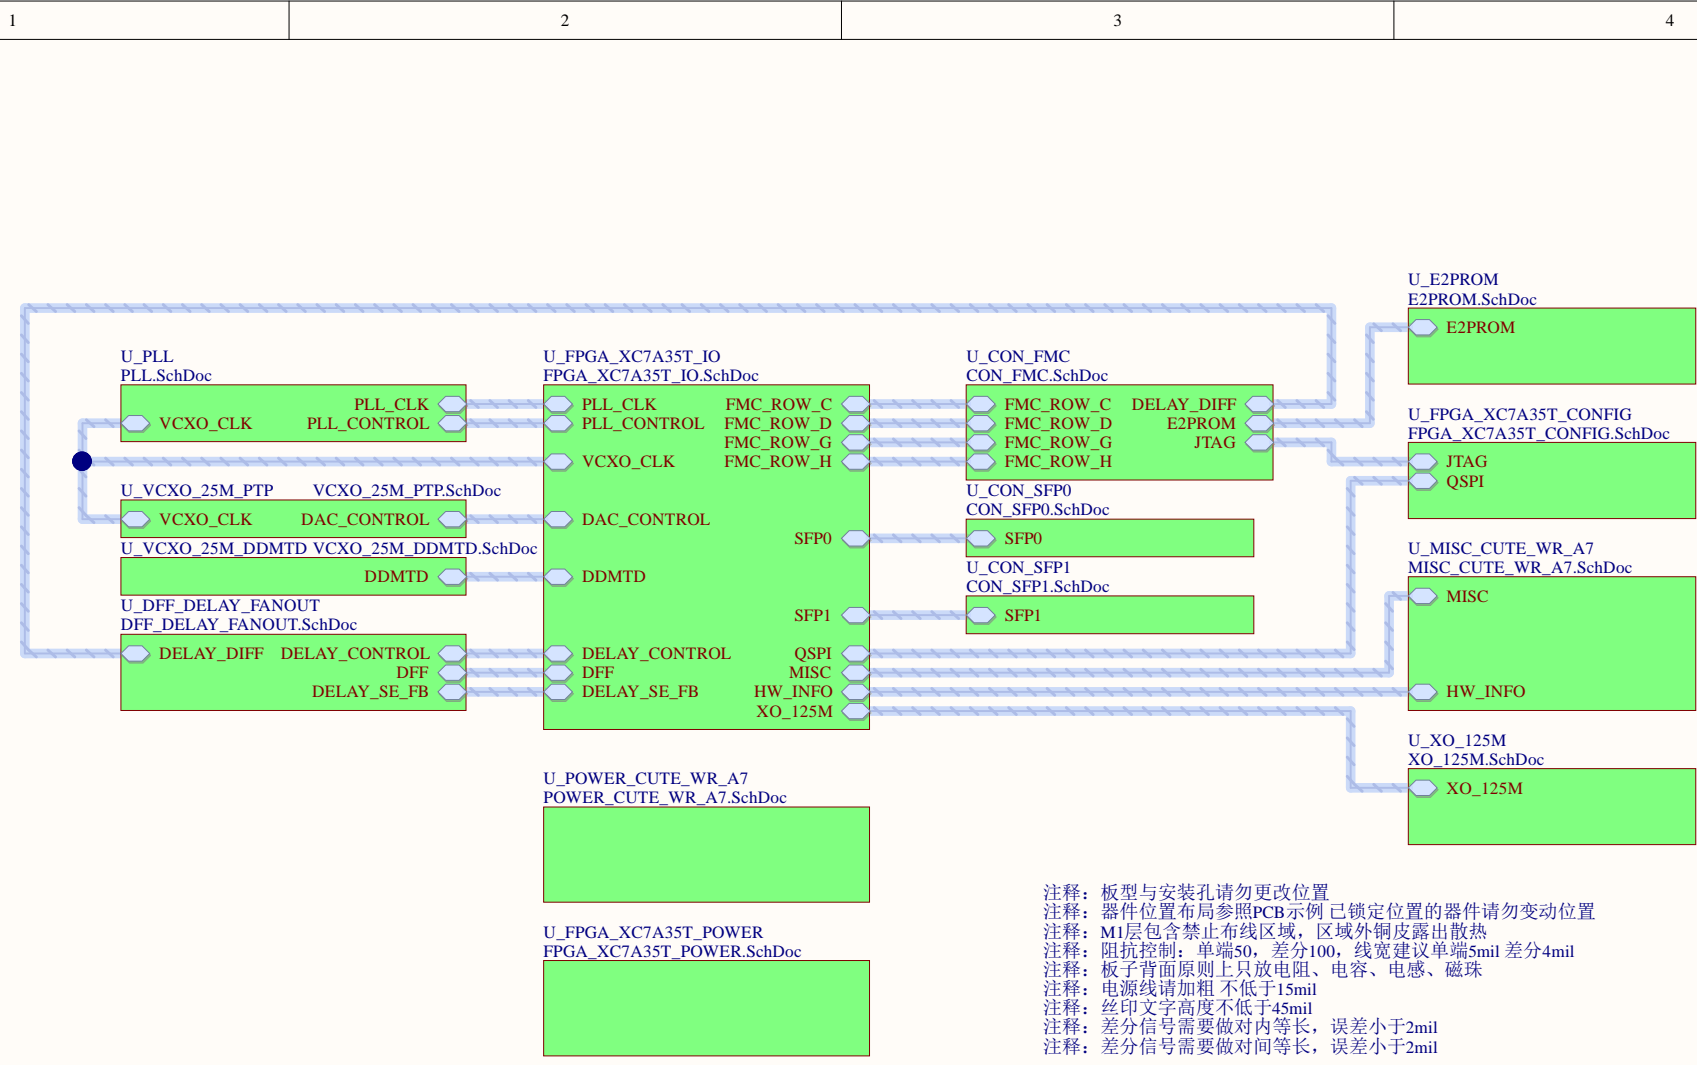 1 2 3 4
U_E2PROM
E2PROM.SchDoc
E2PROM
U_PLL
PLL.SchDoc
PLL_CLK
VCXO_CLK PLL_CONTROL
U_FPGA_XC7A35T_IO
FPGA_XC7A35T_IO.SchDoc
PLL_CLK FMC_ROW_C
PLL_CONTROL FMC_ROW_D
FMC_ROW_G
VCXO_CLK FMC_ROW_H
DAC_CONTROL
SFP0
DDMTD
SFP1
DELAY_CONTROL QSPI
DFF MISC
DELAY_SE_FB HW_INFO
XO_125M
U_CON_FMC
CON_FMC.SchDoc
FMC_ROW_C DELAY_DIFF
FMC_ROW_D E2PROM
FMC_ROW_G JTAG
FMC_ROW_H
U_FPGA_XC7A35T_CONFIG
FPGA_XC7A35T_CONFIG.SchDoc
JTAG
QSPI
U_VCXO_25M_PTP VCXO_25M_PTP.SchDoc
VCXO_CLK DAC_CONTROL
U_VCXO_25M_DDMTD VCXO_25M_DDMTD.SchDoc
DDMTD
U_DFF_DELAY_FANOUT
DFF_DELAY_FANOUT.SchDoc
DELAY_DIFF DELAY_CONTROL
DFF
DELAY_SE_FB
U_CON_SFP0
CON_SFP0.SchDoc
SFP0
U_CON_SFP1
CON_SFP1.SchDoc
SFP1
U_MISC_CUTE_WR_A7
MISC_CUTE_WR_A7.SchDoc
MISC
HW_INFO
U_XO_125M
XO_125M.SchDoc
XO_125M
U_POWER_CUTE_WR_A7
POWER_CUTE_WR_A7.SchDoc
U_FPGA_XC7A35T_POWER
FPGA_XC7A35T_POWER.SchDoc
注释：板型与安装孔请勿更改位置
注释：器件位置布局参照PCB示例 已锁定位置的器件请勿变动位置
注释：M1层包含禁止布线区域，区域外铜皮露出散热
注释：阻抗控制：单端50，差分100，线宽建议单端5mil 差分4mil
注释：板子背面原则上只放电阻、电容、电感、磁珠
注释：电源线请加粗 不低于15mil
注释：丝印文字高度不低于45mil
注释：差分信号需要做对内等长，误差小于2mil
注释：差分信号需要做对间等长，误差小于2mil